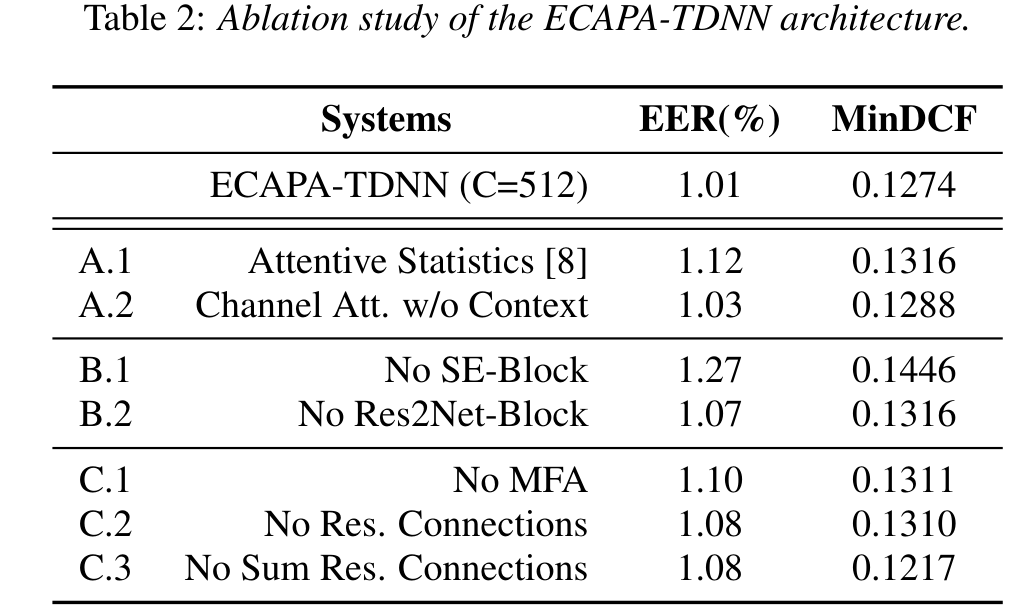 Table 2: Ablation study of the ECAPA-TDNN architecture.
Systems EER(%) MinDCF
ECAPA-TDNN (C=512) 1.01 0.1274
A.1 Attentive Statistics [8] 1.12 0.1316
A.2 Channel Att. w/o Context 1.03 0.1288
B.1 No SE-Block 1.27 0.1446
B.2 No Res2Net-Block 1.07 0.1316
C.1 No MFA 1.10 0.1311
C.2 No Res. Connections 1.08 0.1310
C.3 No Sum Res. Connections 1.08 0.1217